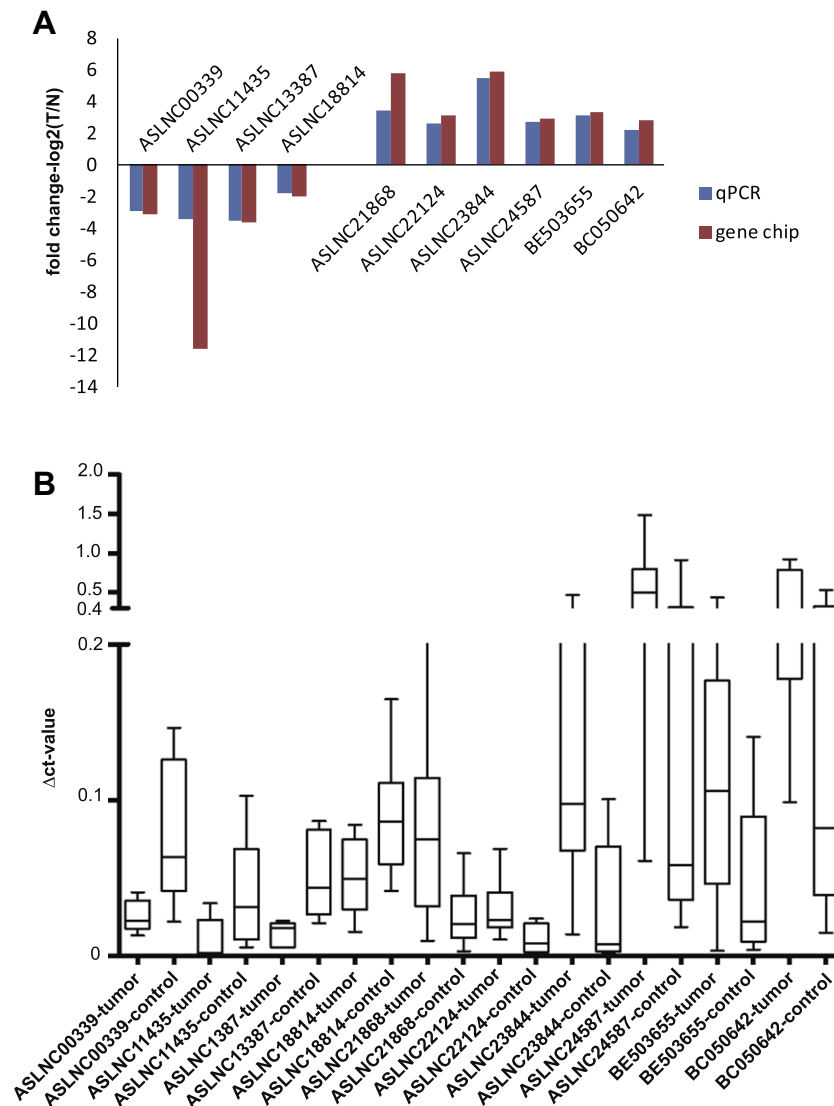 A
8
6
4
2
0
-2
-4
-6
-8
-10
-12
-14
fold change-log2(T/N)
ASLNC00339
ASLNC11435
ASLNC13387
ASLNC18814
ASLNC21868
ASLNC22124
ASLNC23844
ASLNC24587
BE503655
BC050642
qPCR
gene chip
B
2.0
1.5
1.0
0.5
0.4
0.2
0.1
0
Δct-value
ASLNC00339-tumor
ASLNC00339-control
ASLNC11435-tumor
ASLNC11435-control
ASLNC1387-tumor
ASLNC13387-control
ASLNC18814-tumor
ASLNC18814-control
ASLNC21868-tumor
ASLNC21868-control
ASLNC22124-tumor
ASLNC22124-control
ASLNC23844-tumor
ASLNC23844-control
ASLNC24587-tumor
ASLNC24587-control
BE503655-tumor
BE503655-control
BC050642-tumor
BC050642-control